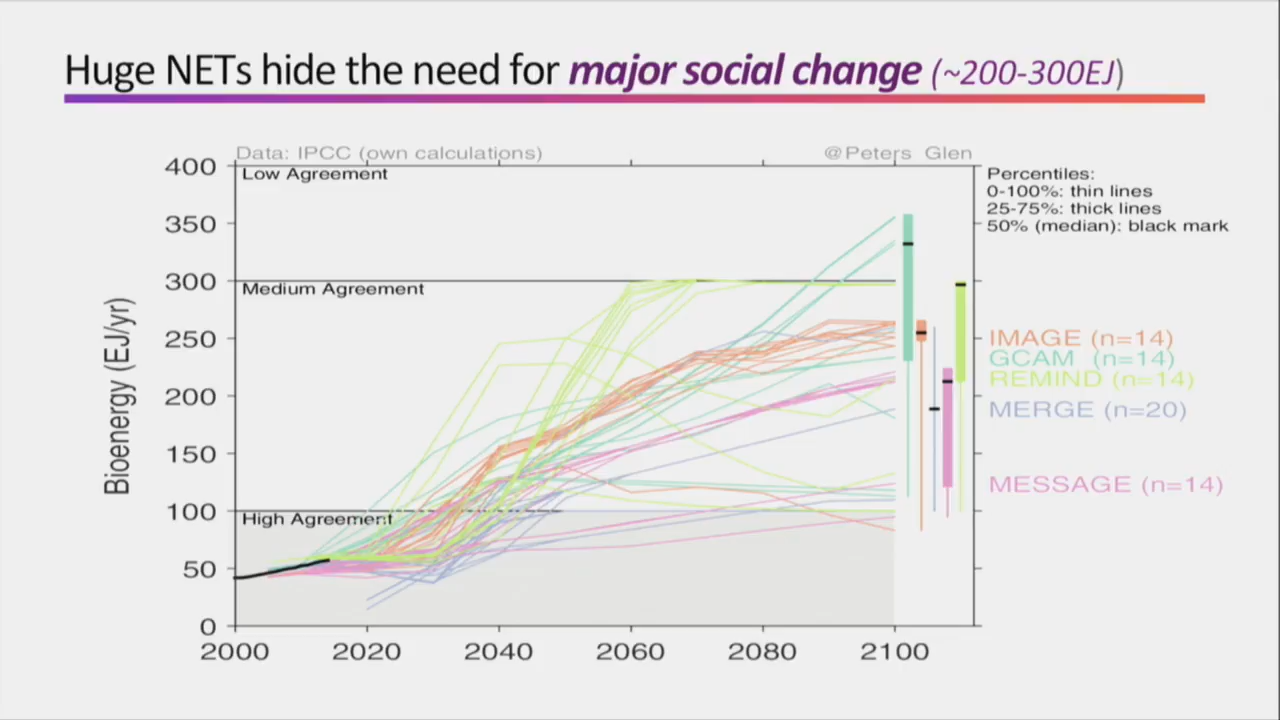 Huge NETs hide the need for major social change (~200-300EJ)
Data: IPCC (own calculations)
@Peters_Glen
400
350
300
250
200
150
100
50
0
Bioenergy (EJ/yr)
Low Agreement
Medium Agreement
High Agreement
2000
2020
2040
2060
2080
2100
Percentiles:
0-100%: thin lines
25-75%: thick lines
50% (median): black mark
IMAGE (n=14)
GCAM (n=14)
REMIND (n=14)
MERGE (n=20)
MESSAGE (n=14)